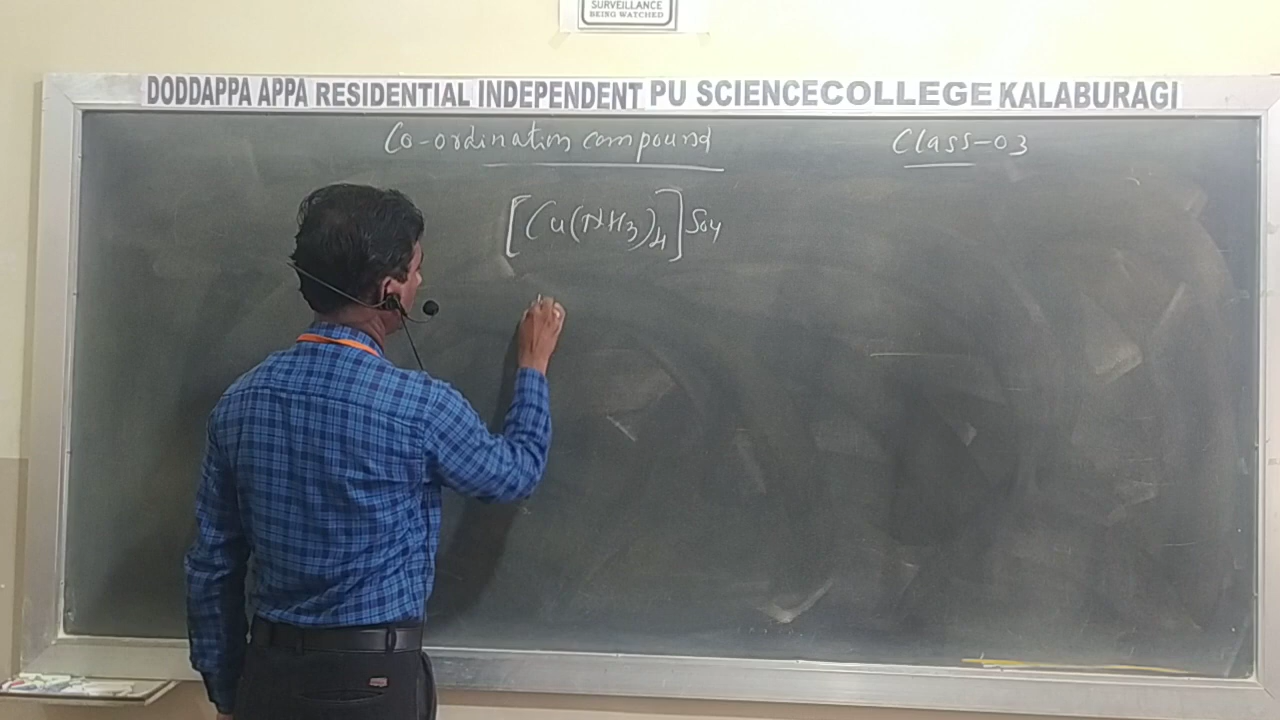 SURVEILLANCE
BEING WATCHED
DODDAPPA APPA RESIDENTIAL INDEPENDENT PU SCIENCECOLLEGE KALABURAGI
Co-ordination compound
Class-03
[Cu(NH3)4]So4